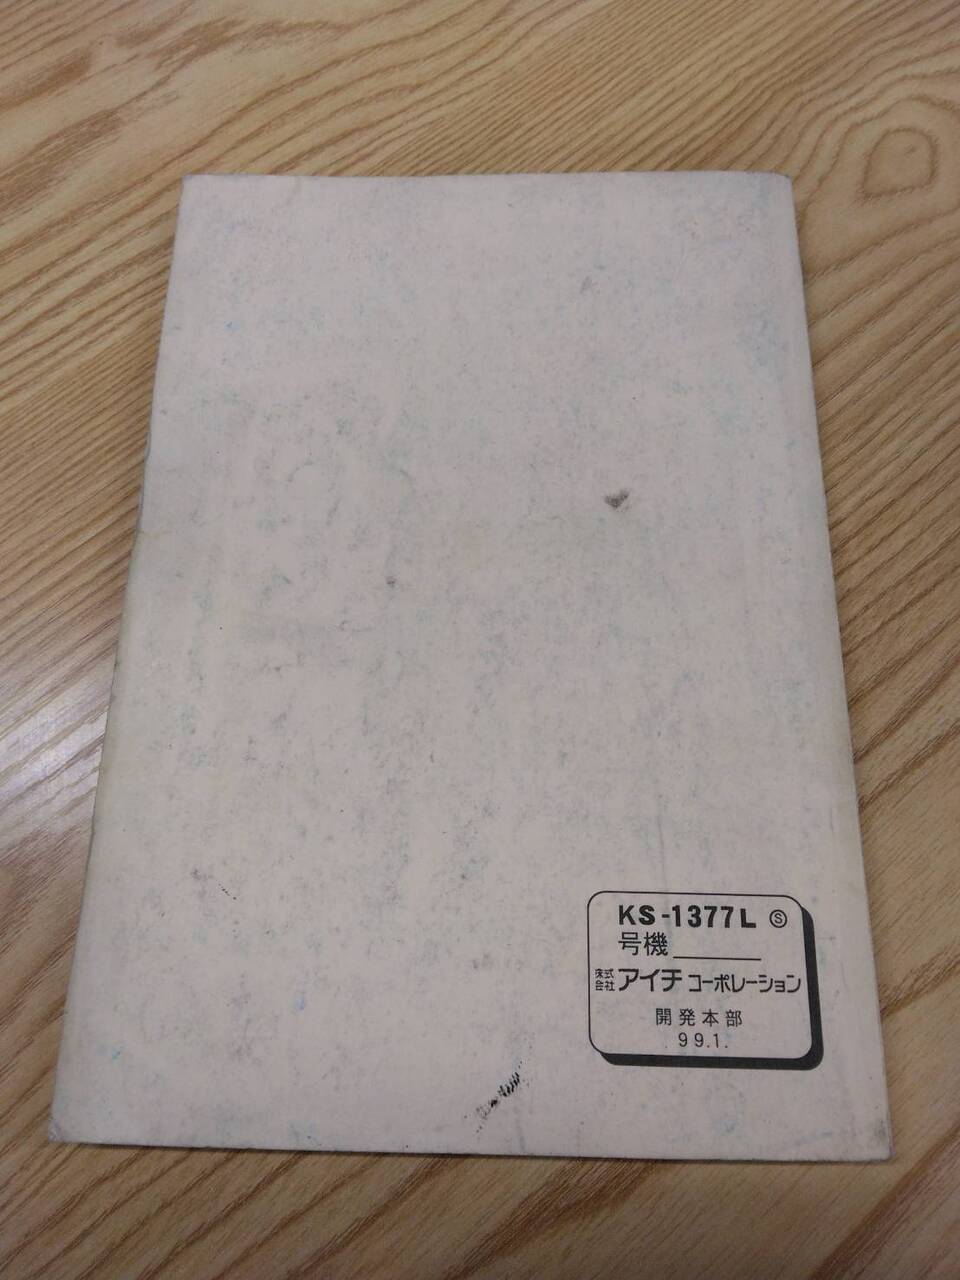 KS-1377L Ⓢ
号機
株式会社 アイチ コーポレーション
開発本部
99.1.